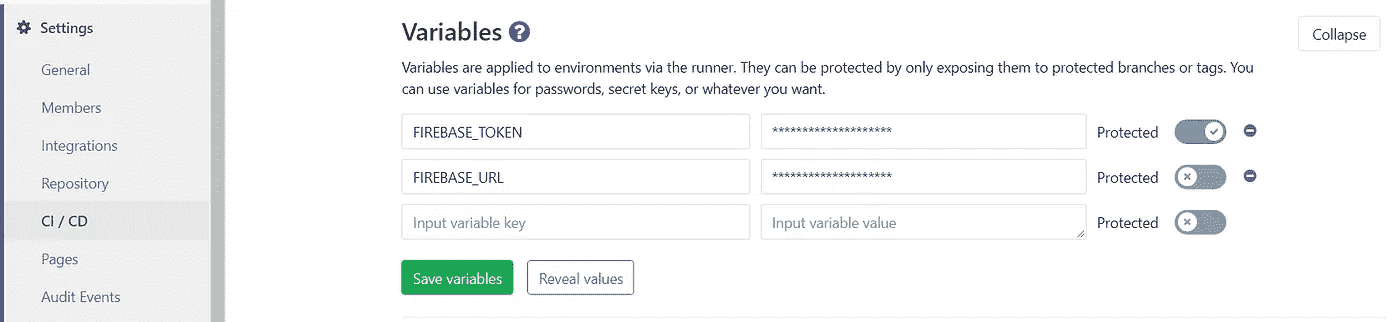 Settings
General
Members
Integrations
Repository
CI / CD
Pages
Audit Events
Variables ?
Collapse
Variables are applied to environments via the runner. They can be protected by only exposing them to protected branches or tags. You
can use variables for passwords, secret keys, or whatever you want.
FIREBASE_TOKEN ******************** Protected
FIREBASE_URL ******************** Protected
Input variable key Input variable value Protected
Save variables Reveal values